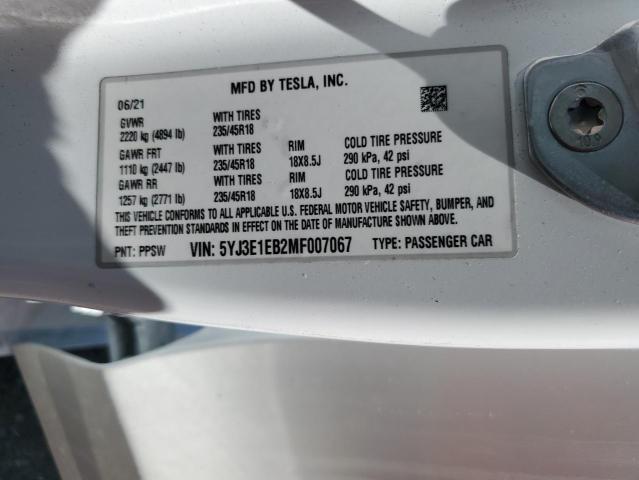 MFD BY TESLA, INC.
06/21
GVWR WITH TIRES
2220 kg (4894 lb) 235/45R18
GAWR FRT WITH TIRES RIM COLD TIRE PRESSURE
1110 kg (2447 lb) 235/45R18 18X8.5J 290 kPa, 42 psi
GAWR RR WITH TIRES RIM COLD TIRE PRESSURE
1257 kg (2771 lb) 235/45R18 18X8.5J 290 kPa, 42 psi
THIS VEHICLE CONFORMS TO ALL APPLICABLE U.S. FEDERAL MOTOR VEHICLE SAFETY, BUMPER, AND
THEFT PREVENTION STANDARDS IN EFFECT ON THE DATE OF MANUFACTURE SHOWN ABOVE.
PNT: PPSW VIN: 5YJ3E1EB2MF007067 TYPE: PASSENGER CAR
10.9